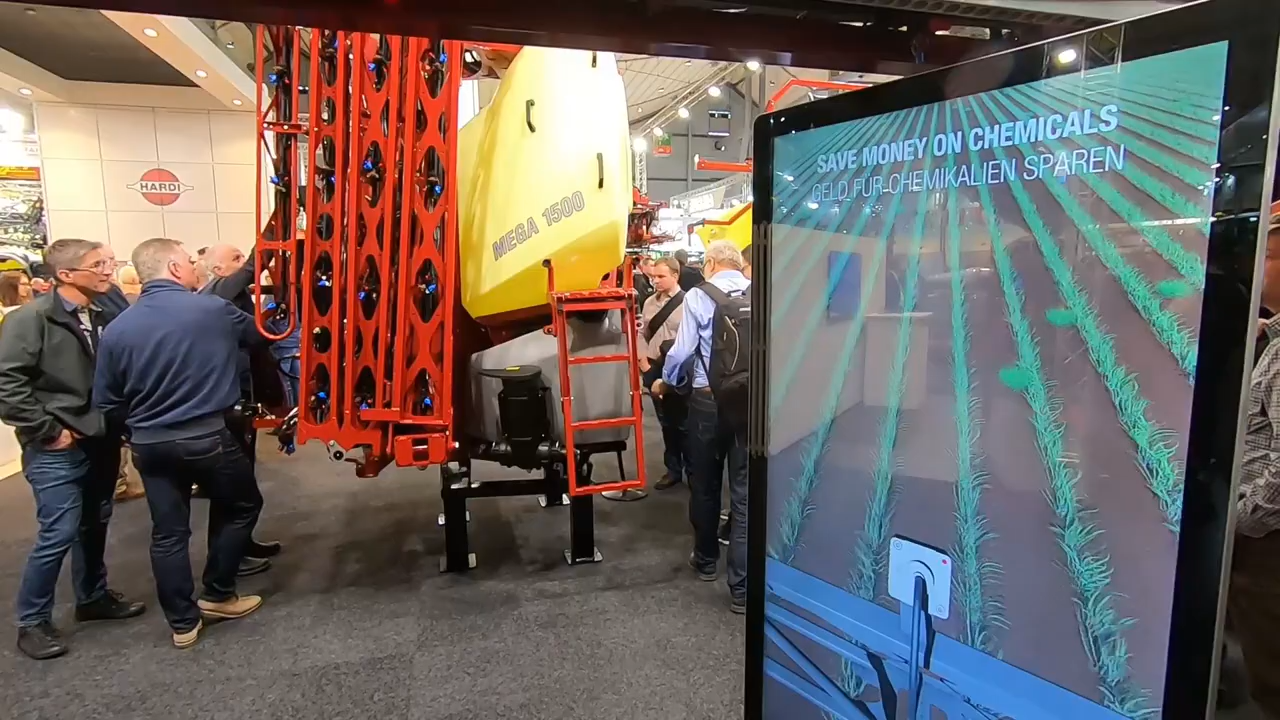 HARDI
MEGA 1500
SAVE MONEY ON CHEMICALS
GELD FÜR CHEMIKALIEN SPAREN